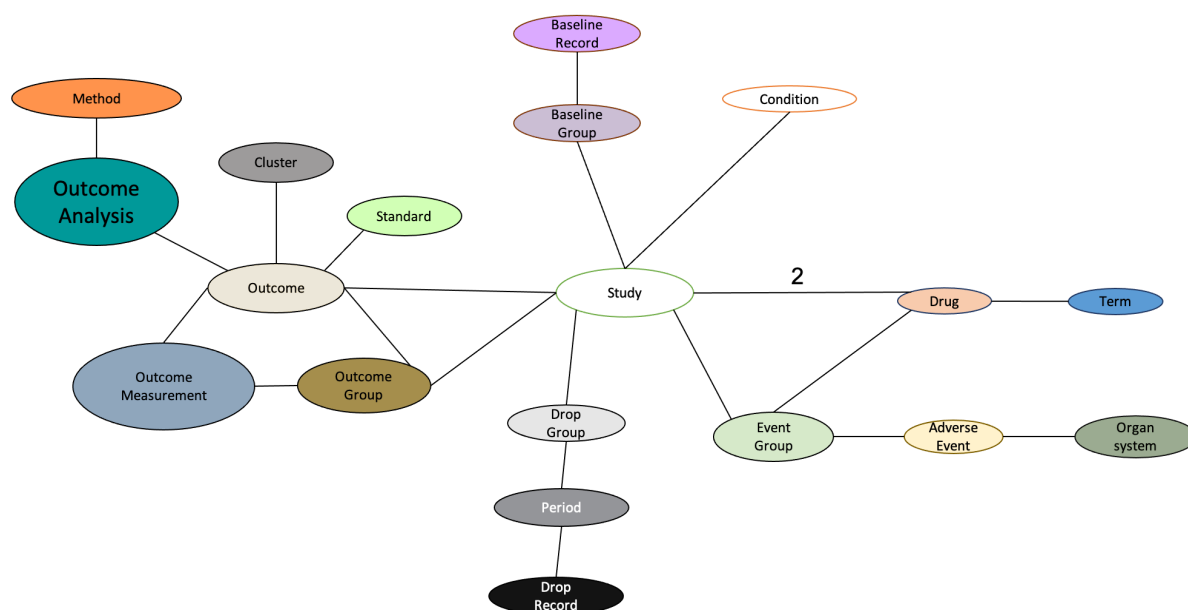 Baseline
Record
Method
Condition
Baseline
Group
Cluster
Outcome
Analysis
Standard
2
Outcome
Study
Drug
Term
Outcome
Measurement
Outcome
Group
Drop
Group
Event
Group
Adverse
Event
Organ
system
Period
Drop
Record